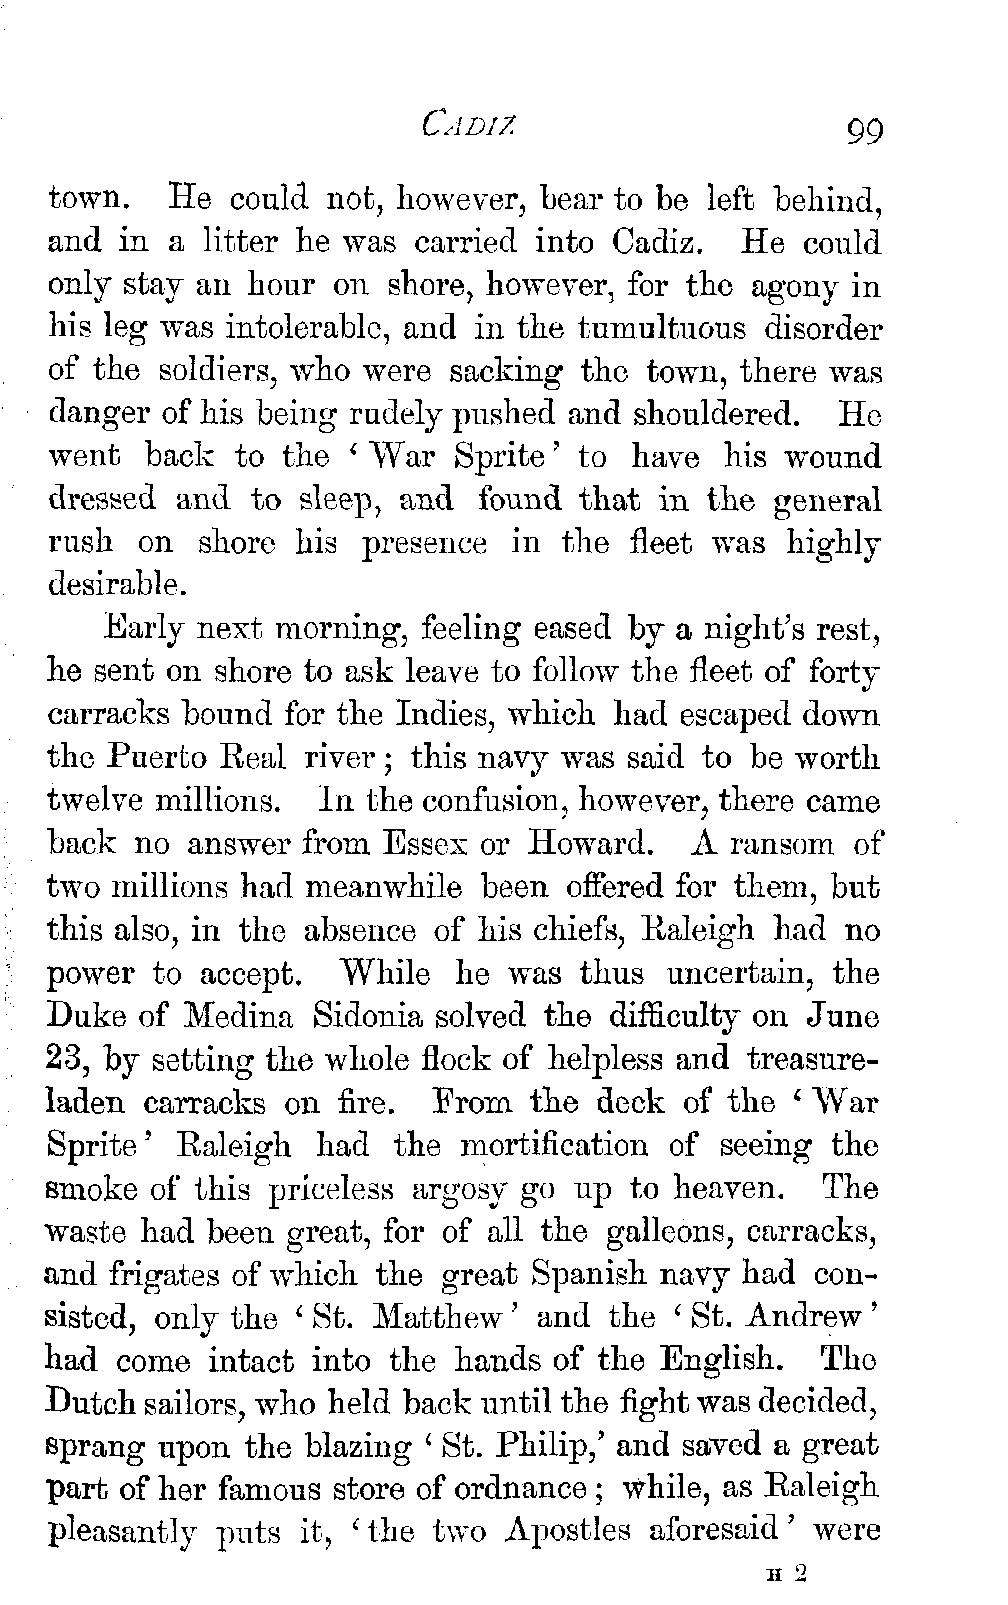 CADIZ 99
town. He could not, however, bear to be left behind,
and in a litter he was carried into Cadiz. He could
only stay an hour on shore, however, for the agony in
his leg was intolerable, and in the tumultuous disorder
of the soldiers, who were sacking the town, there was
danger of his being rudely pushed and shouldered. He
went back to the ‘ War Sprite ’ to have his wound
dressed and to sleep, and found that in the general
rush on shore his presence in the fleet was highly
desirable.
Early next morning, feeling eased by a night’s rest,
he sent on shore to ask leave to follow the fleet of forty
carracks bound for the Indies, which had escaped down
the Puerto Real river ; this navy was said to be worth
twelve millions. In the confusion, however, there came
back no answer from Essex or Howard. A ransom of
two millions had meanwhile been offered for them, but
this also, in the absence of his chiefs, Raleigh had no
power to accept. While he was thus uncertain, the
Duke of Medina Sidonia solved the difficulty on June
23, by setting the whole flock of helpless and treasure-
laden carracks on fire. From the deck of the ‘ War
Sprite ’ Raleigh had the mortification of seeing the
smoke of this priceless argosy go up to heaven. The
waste had been great, for of all the galleons, carracks,
and frigates of which the great Spanish navy had con-
sisted, only the ‘ St. Matthew ’ and the ‘ St. Andrew ’
had come intact into the hands of the English. The
Dutch sailors, who held back until the fight was decided,
sprang upon the blazing ‘ St. Philip,’ and saved a great
part of her famous store of ordnance ; while, as Raleigh
pleasantly puts it, ‘ the two Apostles aforesaid ’ were
H 2